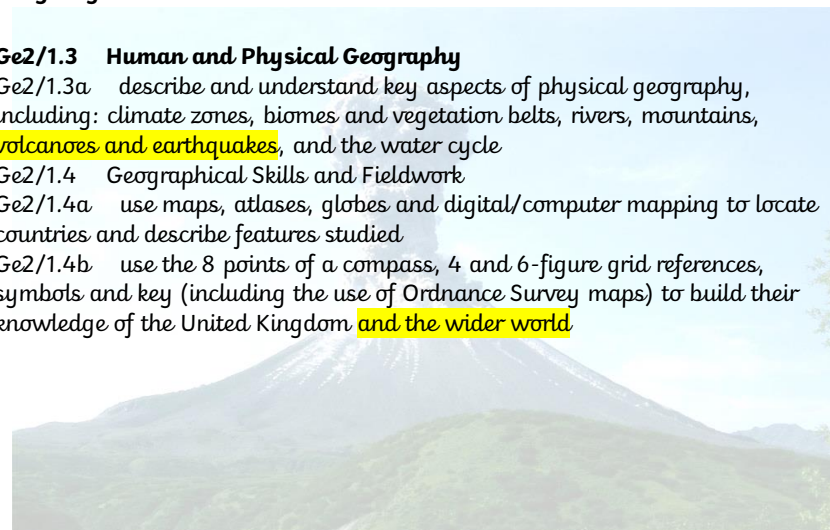 Ge2/1.3 Human and Physical Geography
Ge2/1.3a describe and understand key aspects of physical geography,
including: climate zones, biomes and vegetation belts, rivers, mountains,
volcanoes and earthquakes, and the water cycle
Ge2/1.4 Geographical Skills and Fieldwork
Ge2/1.4a use maps, atlases, globes and digital/computer mapping to locate
countries and describe features studied
Ge2/1.4b use the 8 points of a compass, 4 and 6-figure grid references,
symbols and key (including the use of Ordnance Survey maps) to build their
knowledge of the United Kingdom and the wider world